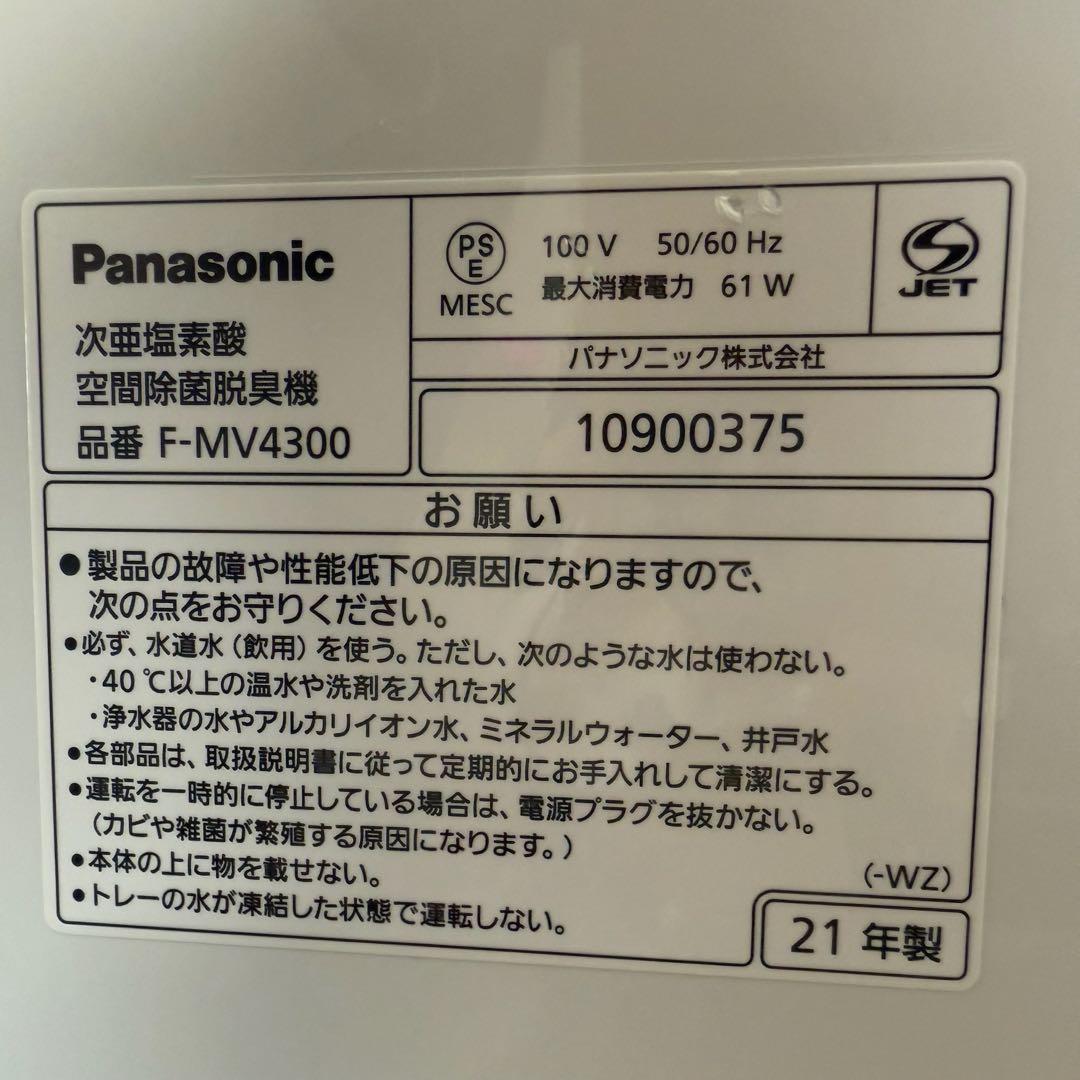 Panasonic
次亜塩素酸
空間除菌脱臭機
品番 F-MV4300
PS
E
MESC
100 V 50/60 Hz
最大消費電力 61 W
S
JET
パナソニック株式会社
10900375
お願い
●製品の故障や性能低下の原因になりますので、
次の点をお守りください。
●必ず、水道水（飲用）を使う。ただし、次のような水は使わない。
・40 ℃以上の温水や洗剤を入れた水
・浄水器の水やアルカリイオン水、ミネラルウォーター、井戸水
●各部品は、取扱説明書に従って定期的にお手入れして清潔にする。
●運転を一時的に停止している場合は、電源プラグを抜かない。
（カビや雑菌が繁殖する原因になります。）
●本体の上に物を載せない。
●トレーの水が凍結した状態で運転しない。
(-WZ)
21 年製